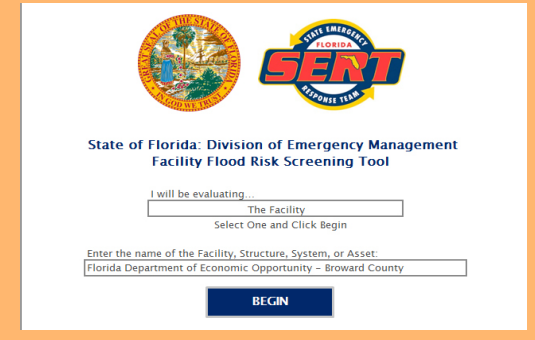 GREAT SEAL OF THE STATE OF FLORIDA
IN GOD WE TRUST
STATE EMERGENCY
FLORIDA
SERT
RESPONSE TEAM
State of Florida: Division of Emergency Management
Facility Flood Risk Screening Tool
I will be evaluating...
The Facility
Select One and Click Begin
Enter the name of the Facility, Structure, System, or Asset:
Florida Department of Economic Opportunity – Broward County
BEGIN